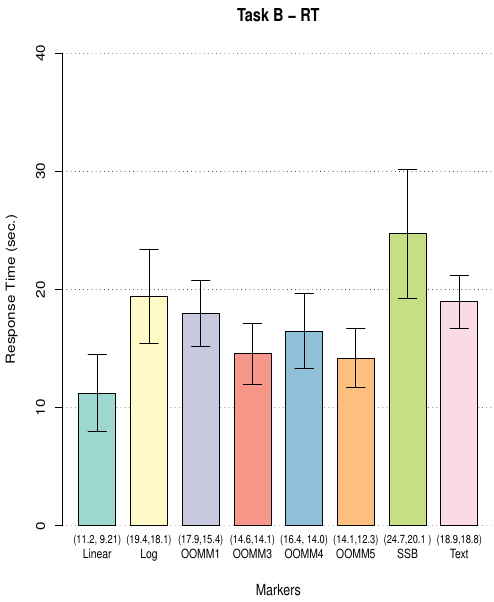 Task B – RT
Response Time (sec.)
40
30
20
10
0
(11.2, 9.21) (19.4,18.1) (17.9,15.4) (14.6,14.1) (16.4, 14.0) (14.1,12.3) (24.7,20.1 ) (18.9,18.8)
Linear Log OOMM1 OOMM3 OOMM4 OOMM5 SSB Text
Markers